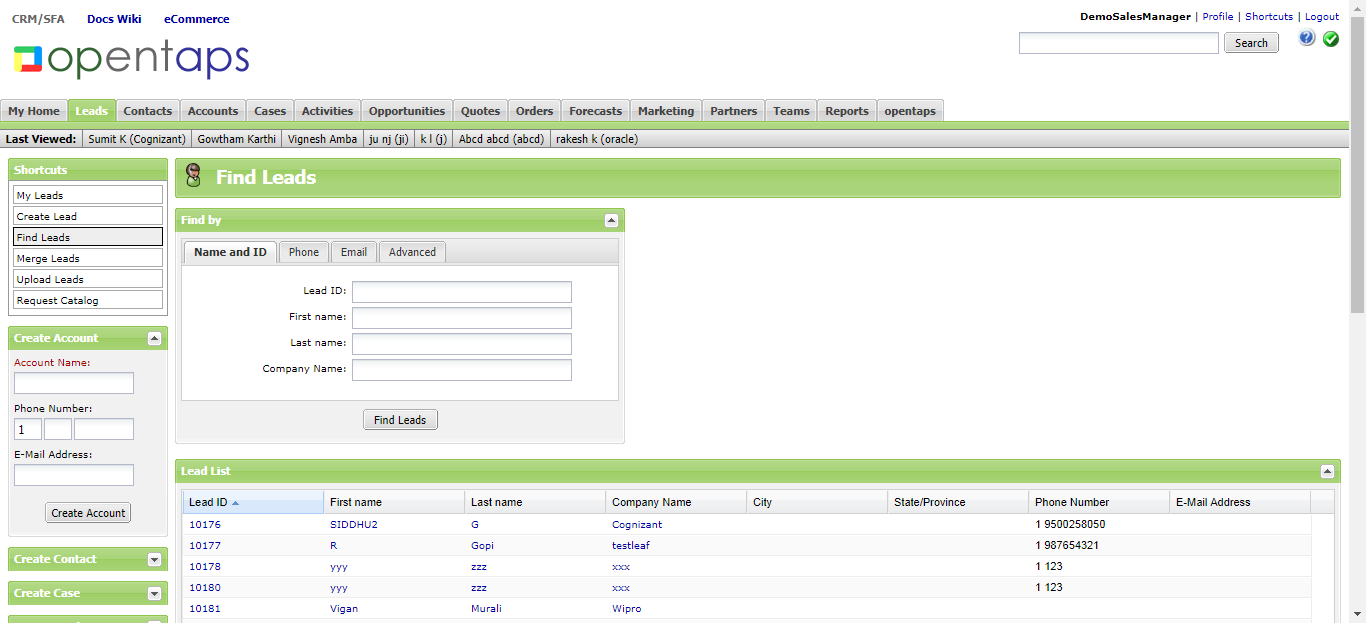 CRM/SFA Docs Wiki eCommerce
DemoSalesManager | Profile | Shortcuts | Logout
opentaps
Search
?
My Home Leads Contacts Accounts Cases Activities Opportunities Quotes Orders Forecasts Marketing Partners Teams Reports opentaps
Last Viewed: Sumit K (Cognizant) Gowtham Karthi Vignesh Amba ju nj (ji) k l (j) Abcd abcd (abcd) rakesh k (oracle)
Shortcuts
My Leads
Create Lead
Find Leads
Merge Leads
Upload Leads
Request Catalog
Create Account
Account Name:
Phone Number:
1
E-Mail Address:
Create Account
Create Contact
Create Case
Find Leads
Find by
Name and ID Phone Email Advanced
Lead ID:
First name:
Last name:
Company Name:
Find Leads
Lead List
Lead ID First name Last name Company Name City State/Province Phone Number E-Mail Address
10176 SIDDHU2 G Cognizant 1 9500258050
10177 R Gopi testleaf 1 987654321
10178 yyy zzz xxx 1 123
10180 yyy zzz xxx 1 123
10181 Vigan Murali Wipro